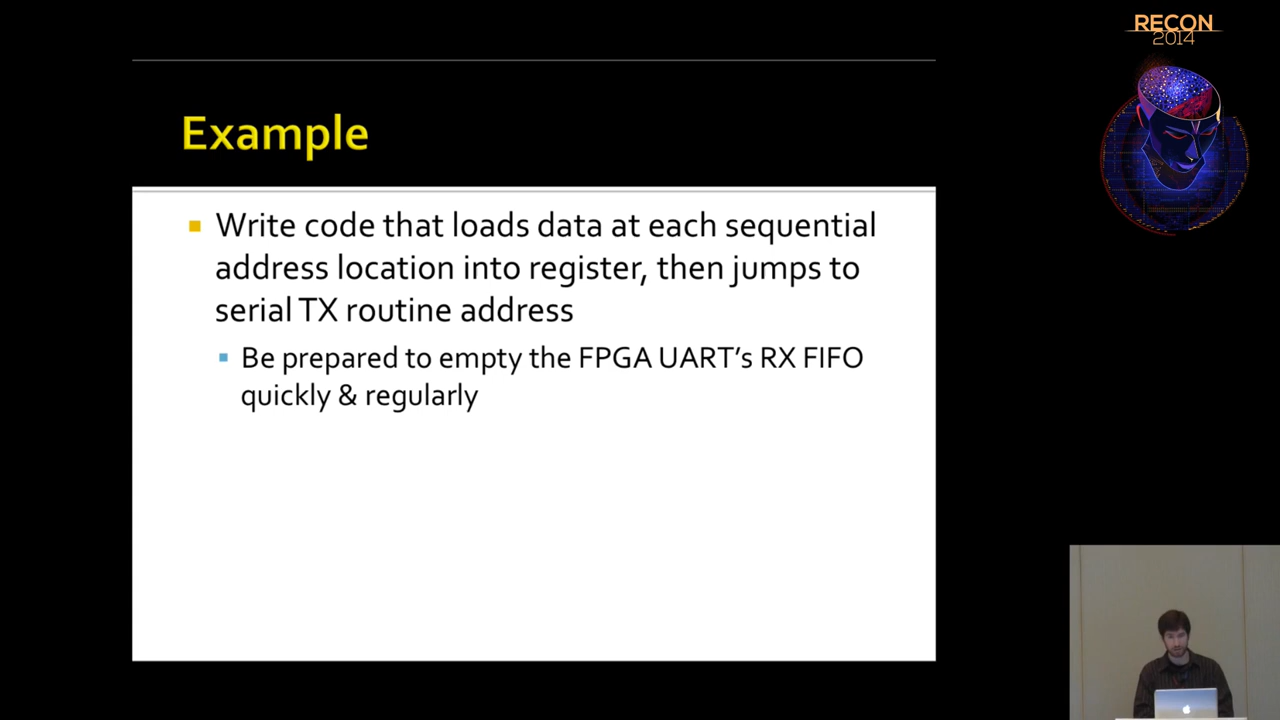 RECON
2014
Example
Write code that loads data at each sequential
address location into register, then jumps to
serial TX routine address
Be prepared to empty the FPGA UART's RX FIFO
quickly & regularly